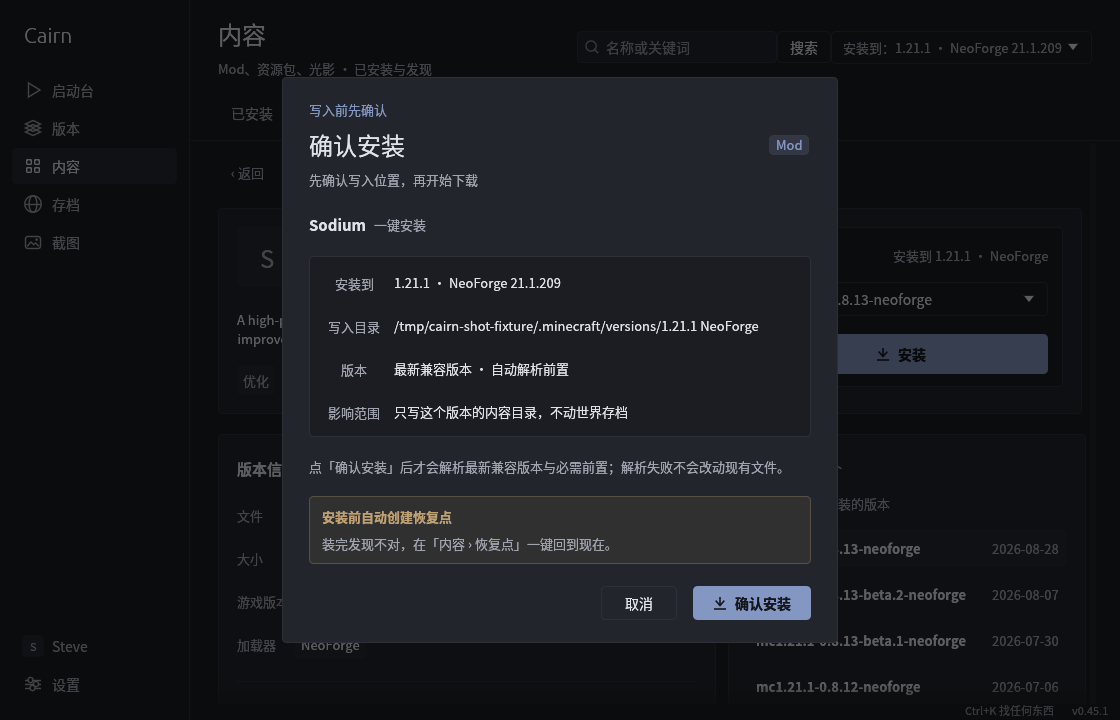 Cairn
启动台
版本
内容
存档
截图
S Steve
设置
内容
Mod、资源包、光影 · 已安装与发现
名称或关键词
搜索
安装到：1.21.1 · NeoForge 21.1.209
已安装
‹ 返回
S
A high-
improve
优化
安装到 1.21.1 · NeoForge
.8.13-neoforge
安装
版本信
文件
大小
游戏版本
加载器 NeoForge
装的版本
.13-neoforge 2026-08-28
.13-beta.2-neoforge 2026-08-07
mc1.21.1-0.8.13-beta.1-neoforge 2026-07-30
mc1.21.1-0.8.12-neoforge 2026-07-06
写入前先确认
确认安装
Mod
先确认写入位置，再开始下载
Sodium 一键安装
安装到 1.21.1 · NeoForge 21.1.209
写入目录 /tmp/cairn-shot-fixture/.minecraft/versions/1.21.1 NeoForge
版本 最新兼容版本 · 自动解析前置
影响范围 只写这个版本的内容目录，不动世界存档
点「确认安装」后才会解析最新兼容版本与必需前置；解析失败不会改动现有文件。
安装前自动创建恢复点
装完发现不对，在「内容 › 恢复点」一键回到现在。
取消
确认安装
Ctrl+K 找任何东西 v0.45.1